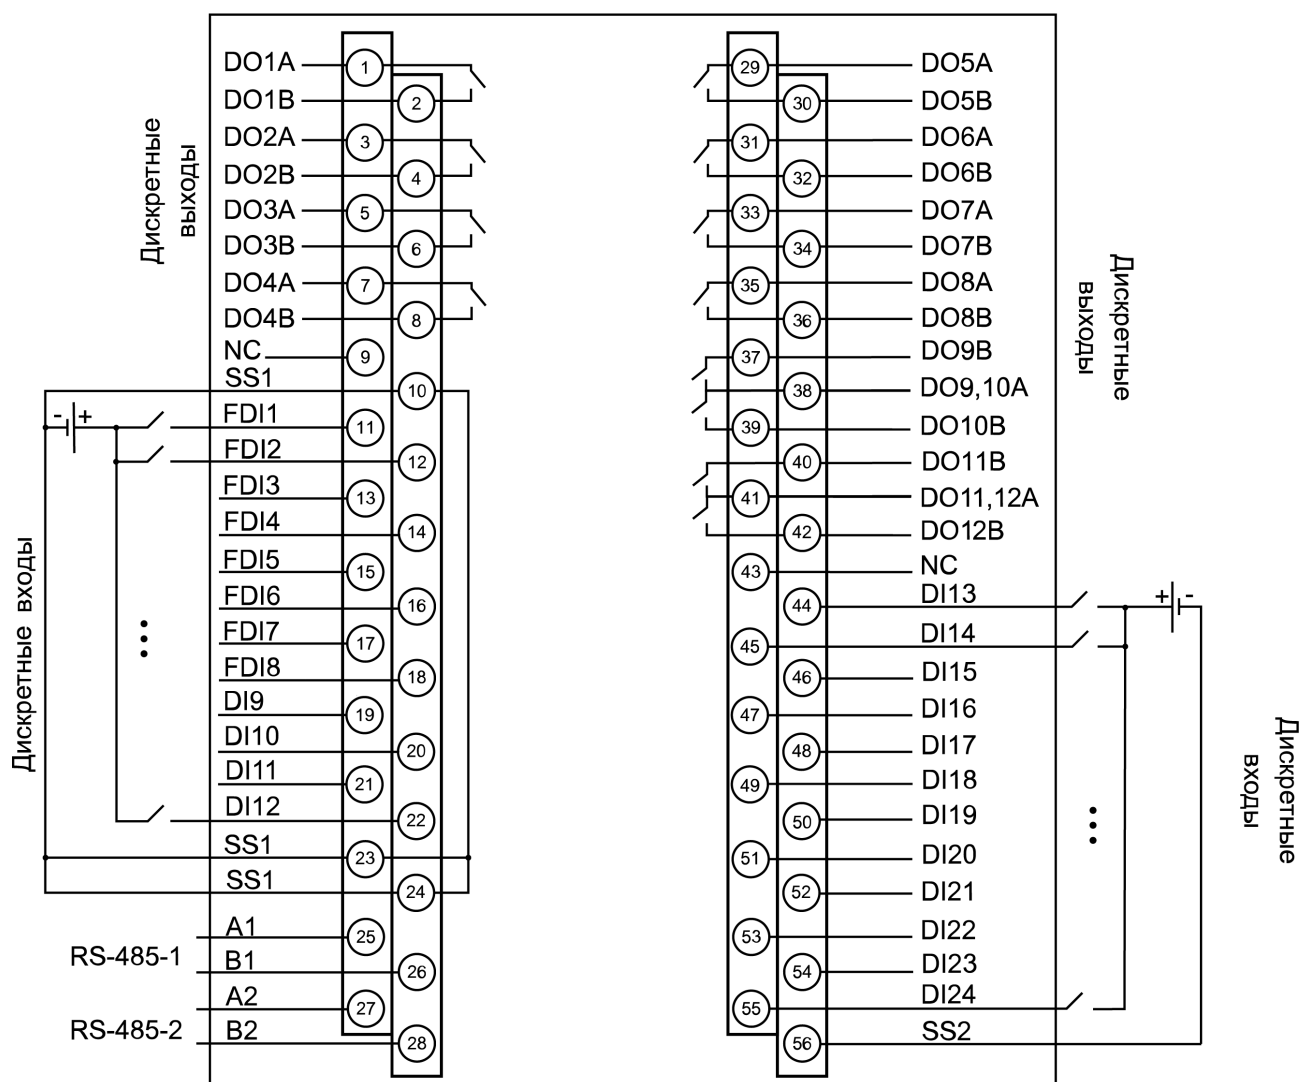 Дискретные
выходы
DO1A 1
DO1B 2
DO2A 3
DO2B 4
DO3A 5
DO3B 6
DO4A 7
DO4B 8
NC 9
SS1 10
- +
FDI1 11
FDI2 12
FDI3 13
FDI4 14
FDI5 15
FDI6 16
FDI7 17
FDI8 18
DI9 19
DI10 20
DI11 21
DI12 22
SS1 23
SS1 24
Дискретные входы
RS-485-1
A1 25
B1 26
RS-485-2
A2 27
B2 28
29 DO5A
30 DO5B
31 DO6A
32 DO6B
33 DO7A
34 DO7B
35 DO8A
36 DO8B
37 DO9B
38 DO9,10A
39 DO10B
40 DO11B
41 DO11,12A
42 DO12B
43 NC
44 DI13
+ -
45 DI14
46 DI15
47 DI16
48 DI17
49 DI18
50 DI19
51 DI20
52 DI21
53 DI22
54 DI23
55 DI24
56 SS2
Дискретные
выходы
Дискретные
входы